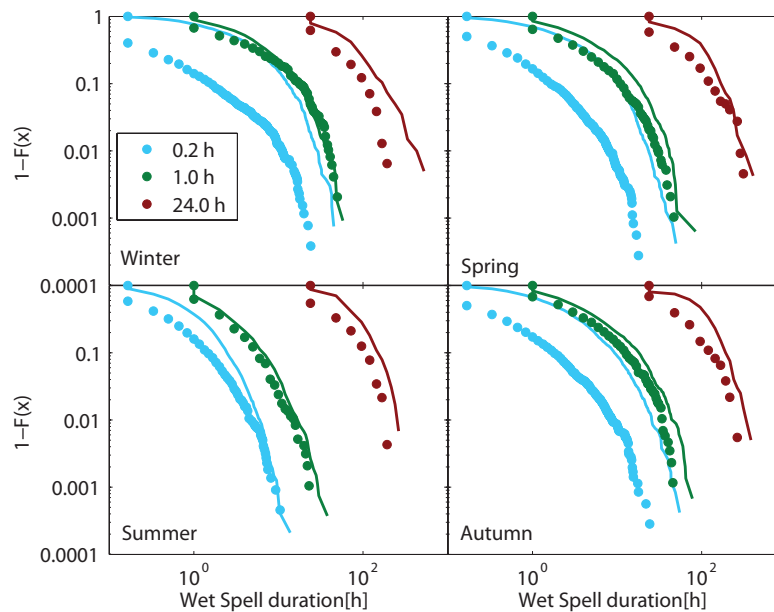 1
0.1
0.01
0.001
0.0001
0.1
0.01
0.001
0.0001
1−F(x)
1−F(x)
0.2 h
1.0 h
24.0 h
Winter
Spring
Summer
Autumn
10^0
10^2
10^0
10^2
Wet Spell duration[h]
Wet Spell duration[h]